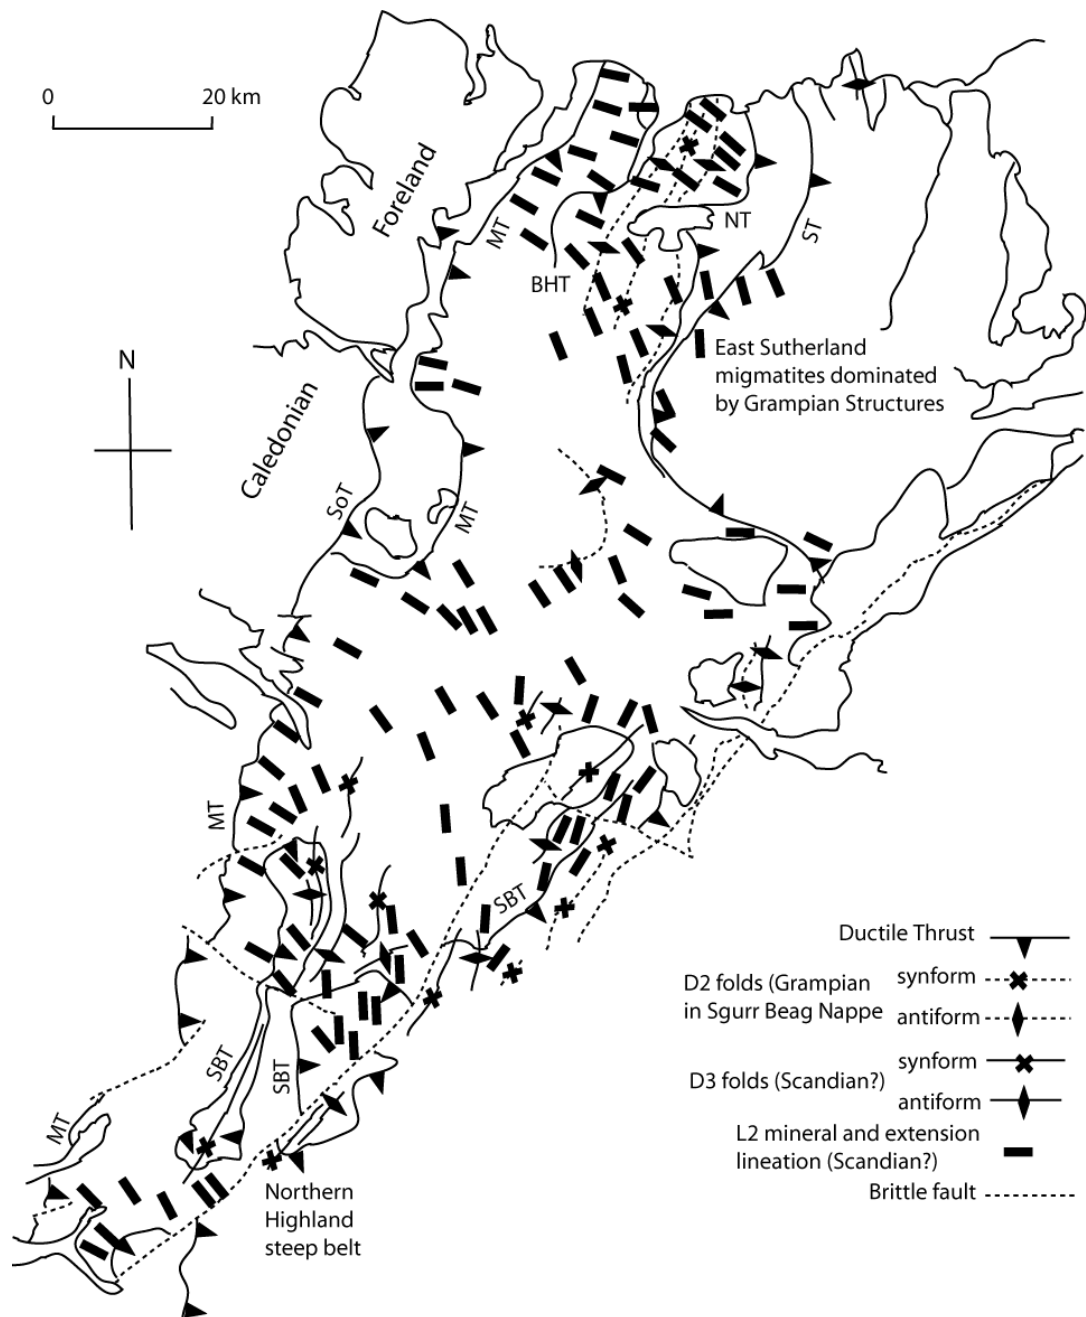 0 20 km
Foreland
MT
NT
ST
BHT
N
East Sutherland
migmatites dominated
by Grampian Structures
Caledonian
SoT
MT
MT
SBT
Ductile Thrust
D2 folds (Grampian
in Sgurr Beag Nappe
synform
antiform
D3 folds (Scandian?)
synform
antiform
L2 mineral and extension
lineation (Scandian?)
Brittle fault
SBT
SBT
MT
Northern
Highland
steep belt